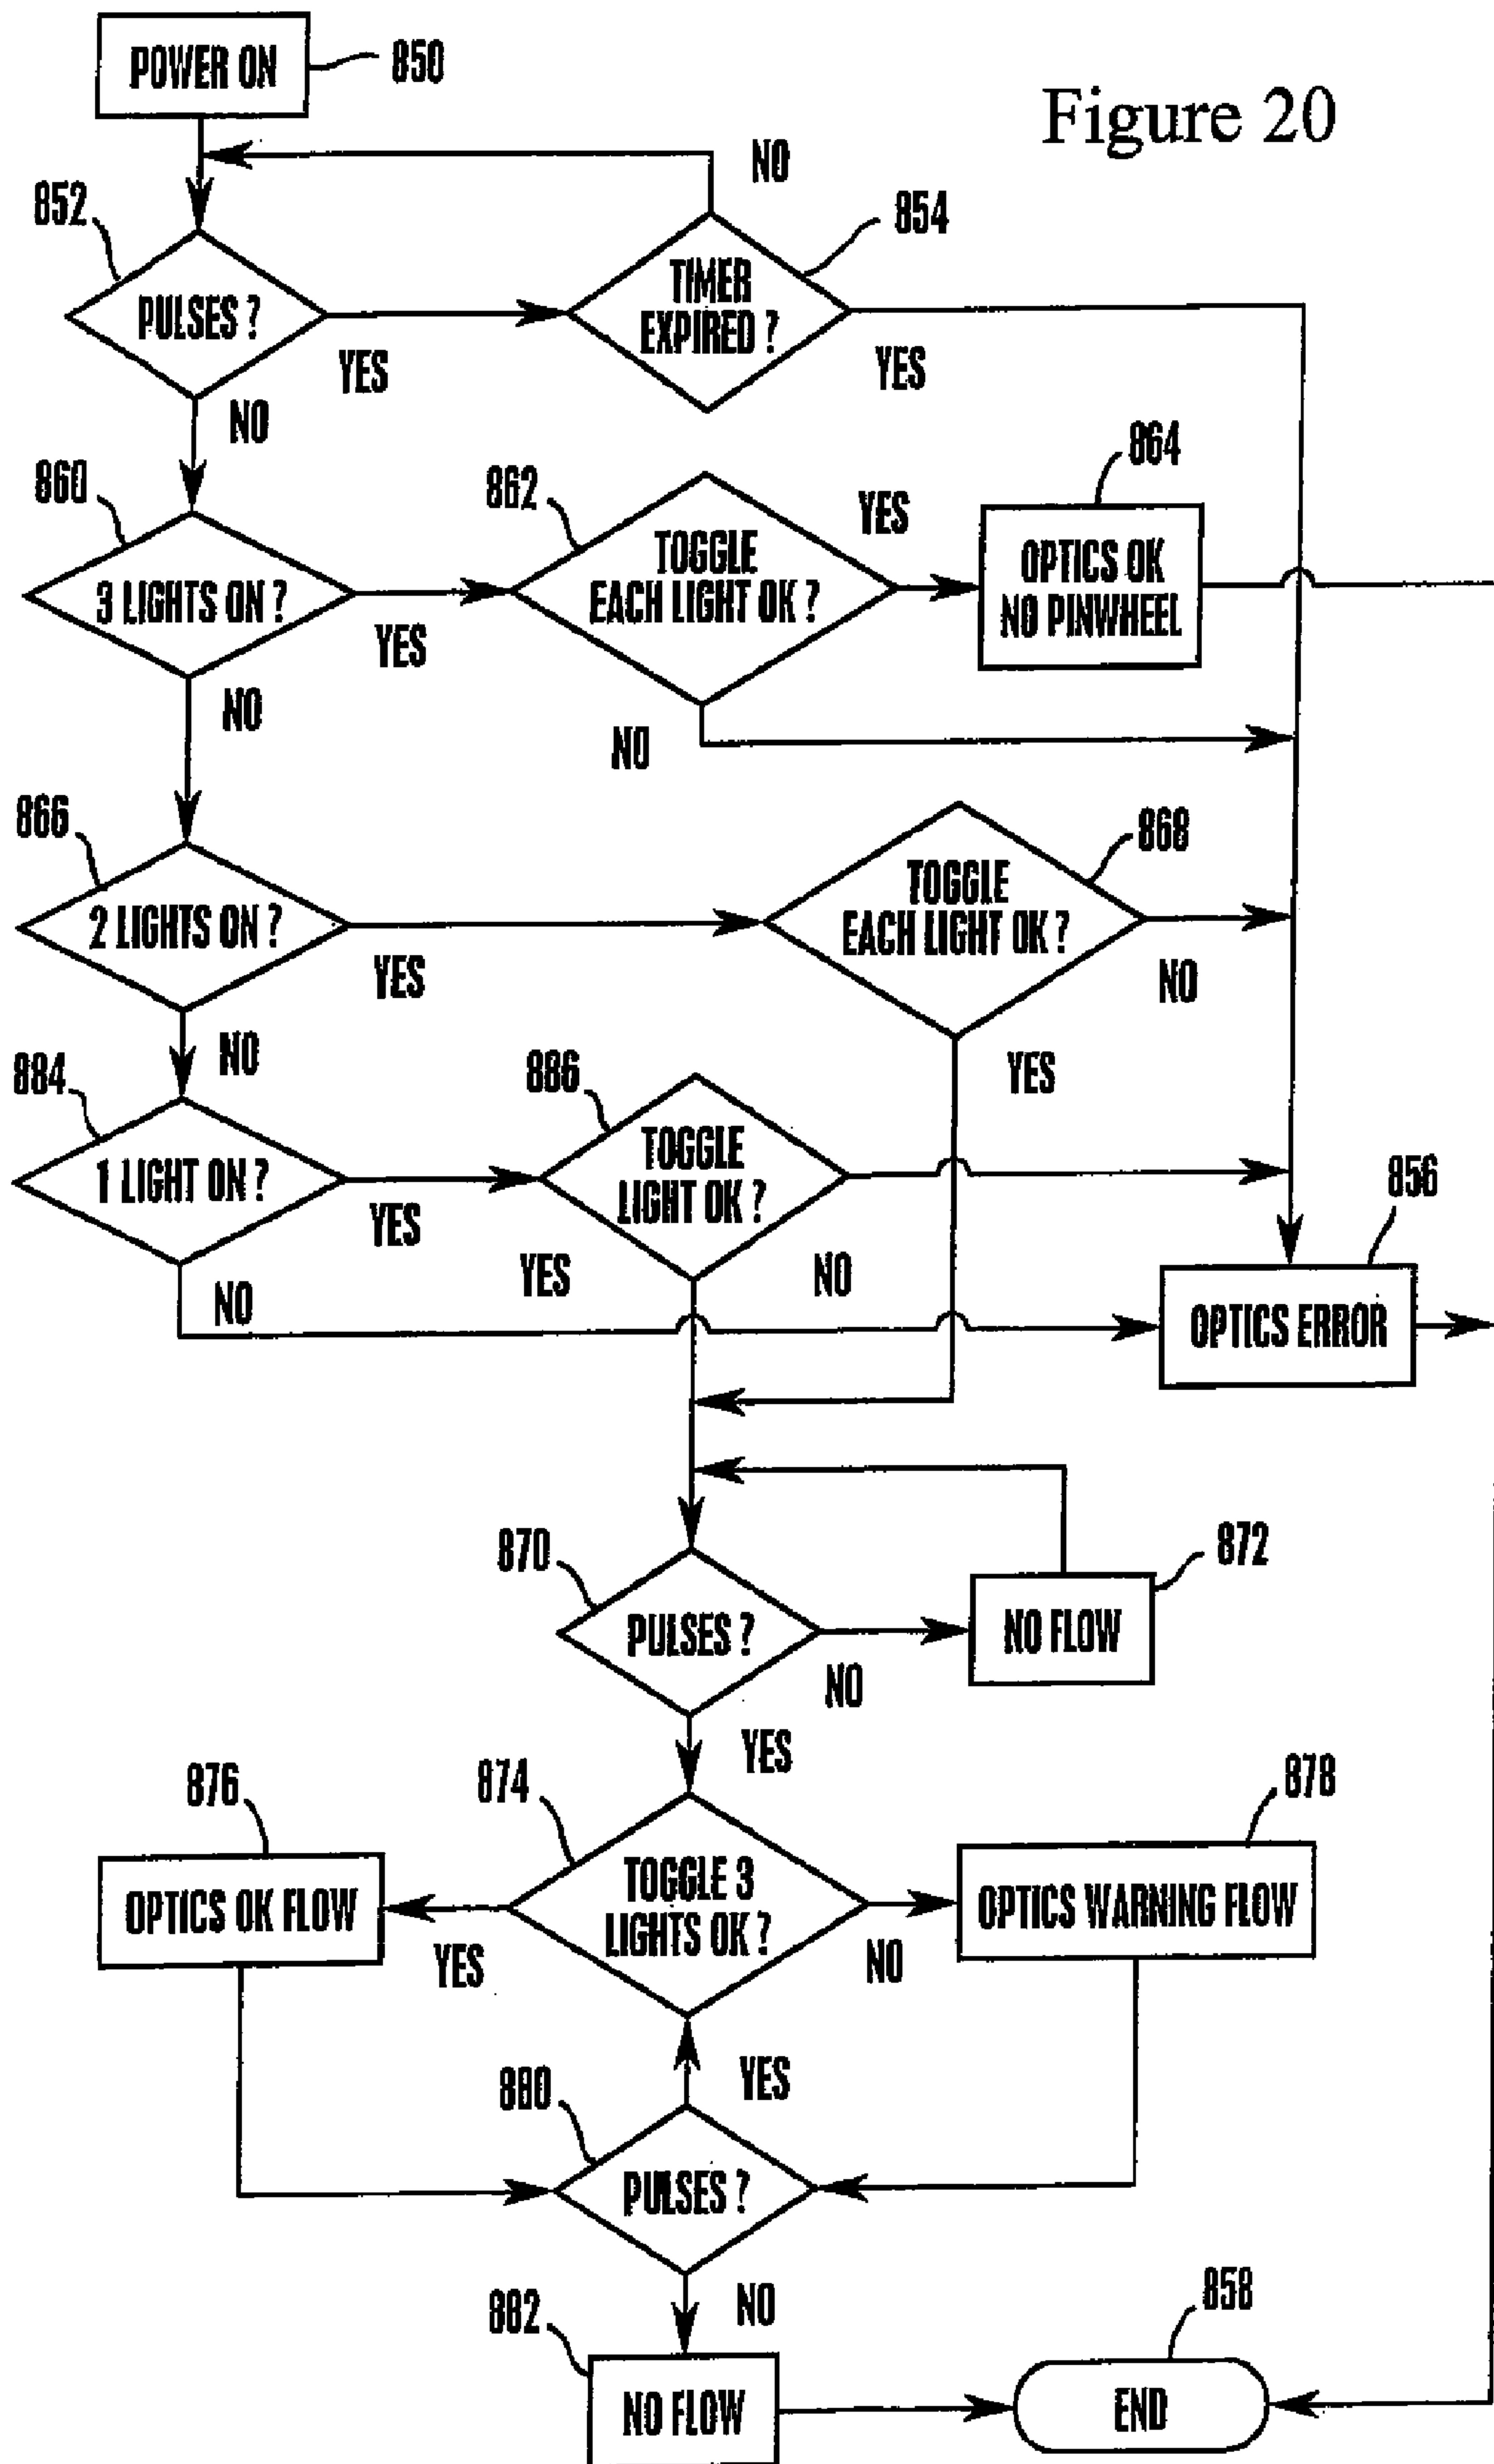 POWER ON
850
Figure 20
NO
852
854
PULSES ?
TIMER
EXPIRED ?
YES
YES
NO
860
862
864
YES
3 LIGHTS ON ?
TOGGLE
EACH LIGHT OK ?
OPTICS OK
NO PINWHEEL
YES
NO
NO
866
868
2 LIGHTS ON ?
TOGGLE
EACH LIGHT OK ?
YES
NO
NO
YES
884
886
1 LIGHT ON ?
TOGGLE
LIGHT OK ?
856
YES
YES
NO
NO
OPTICS ERROR
870
872
PULSES ?
NO FLOW
NO
YES
876
874
878
OPTICS OK FLOW
TOGGLE 3
LIGHTS OK ?
OPTICS WARNING FLOW
YES
NO
YES
880
PULSES ?
NO
882
858
NO FLOW
END